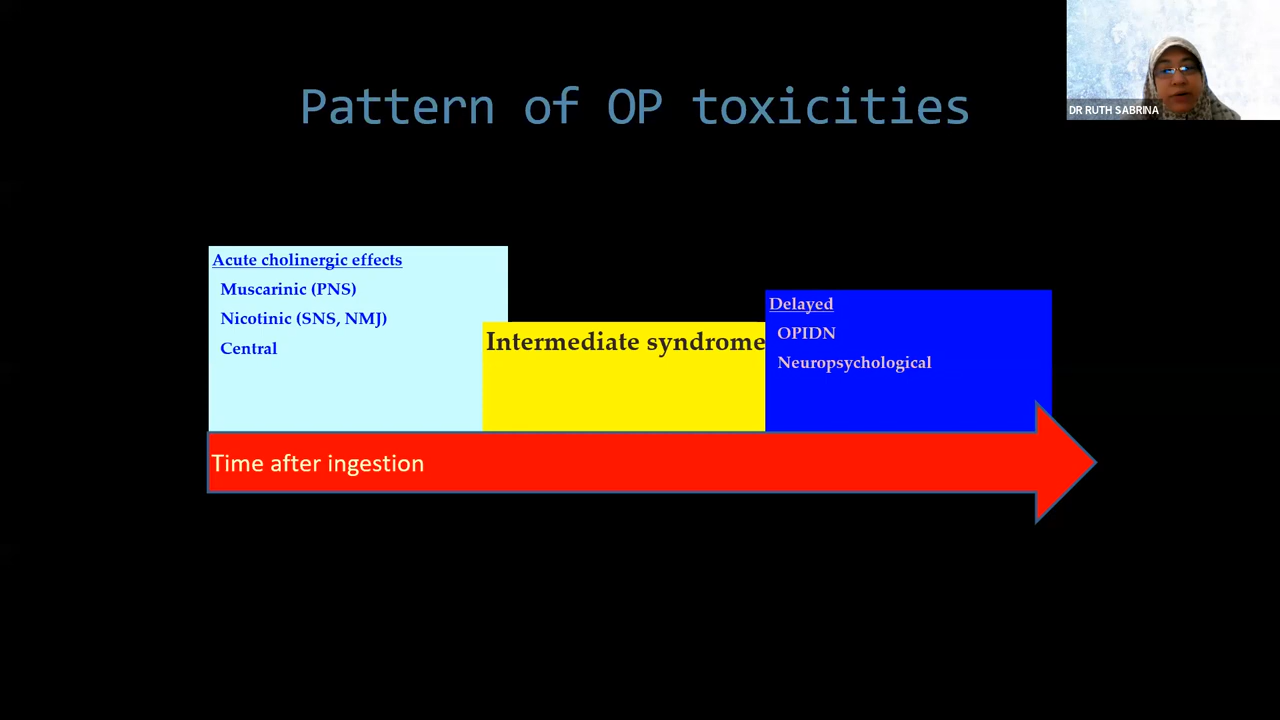 Pattern of OP toxicities
DR RUTH SABRINA
Acute cholinergic effects
Muscarinic (PNS)
Nicotinic (SNS, NMJ)
Central
Intermediate syndrome
Delayed
OPIDN
Neuropsychological
Time after ingestion